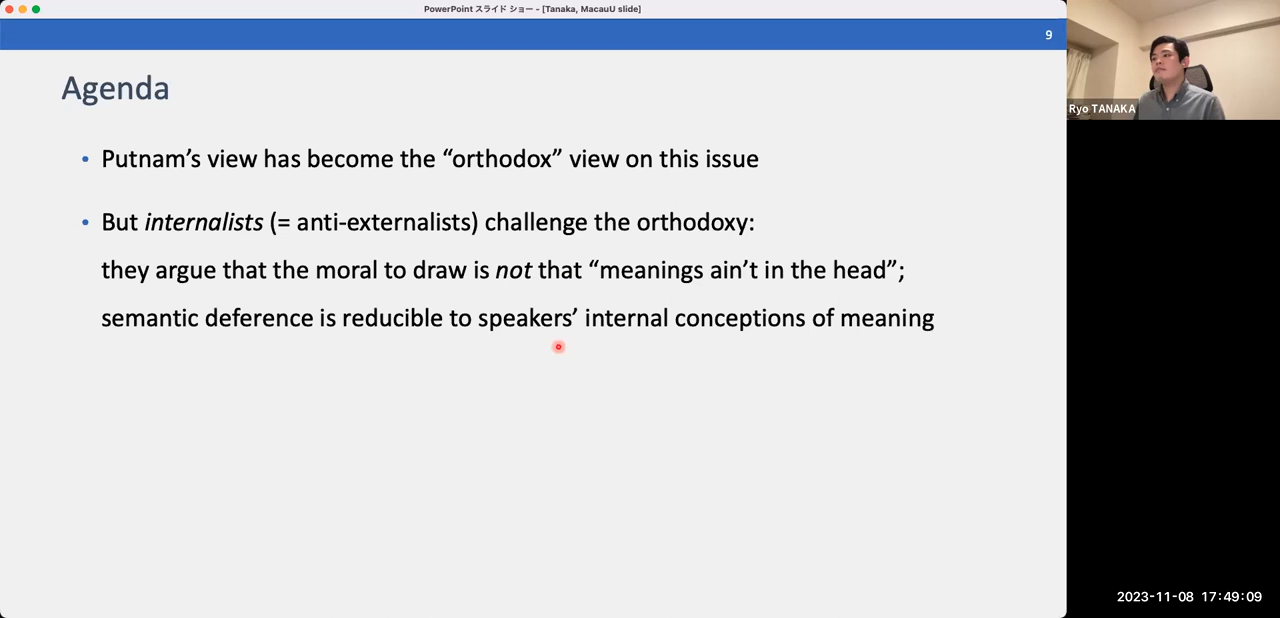 PowerPoint スライド ショー - [Tanaka, MacauU slide]
9
Agenda
• Putnam’s view has become the “orthodox” view on this issue
• But internalists (= anti-externalists) challenge the orthodoxy:
they argue that the moral to draw is not that “meanings ain’t in the head”;
semantic deference is reducible to speakers’ internal conceptions of meaning
Ryo TANAKA
2023-11-08 17:49:09